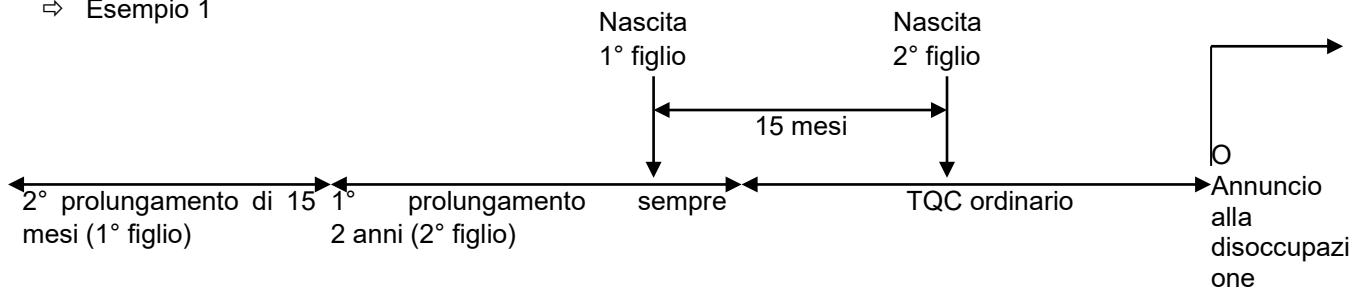 ⇨ Esempio 1
Nascita
1° figlio
Nascita
2° figlio
15 mesi
2° prolungamento di 15
mesi (1° figlio)
1° prolungamento sempre
2 anni (2° figlio)
TQC ordinario
O
Annuncio
alla
disoccupazi
one